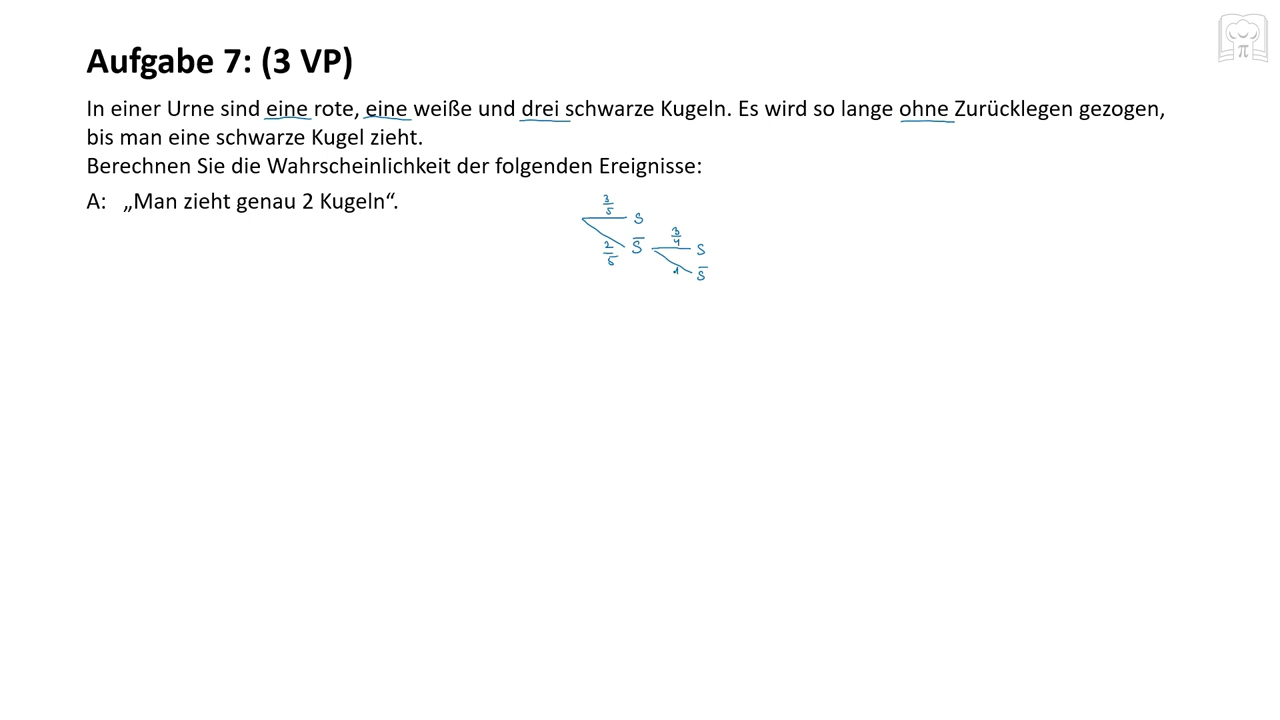 Aufgabe 7: (3 VP)
In einer Urne sind eine rote, eine weiße und drei schwarze Kugeln. Es wird so lange ohne Zurücklegen gezogen,
bis man eine schwarze Kugel zieht.
Berechnen Sie die Wahrscheinlichkeit der folgenden Ereignisse:
A: „Man zieht genau 2 Kugeln“.
3/5 S
2/5 S̅ 3/4 S
1 S̅
π